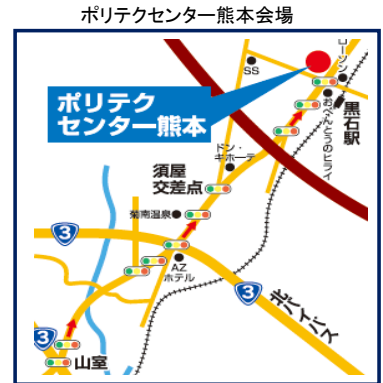 ポリテクセンター熊本会場
ローソン
SS
ポリテク
センター熊本
おべんとうのヒライ
黒石駅
ドン・
キホーテ
須屋
交差点
菊南温泉
3
AZ
ホテル
3
北バイパス
3
山室